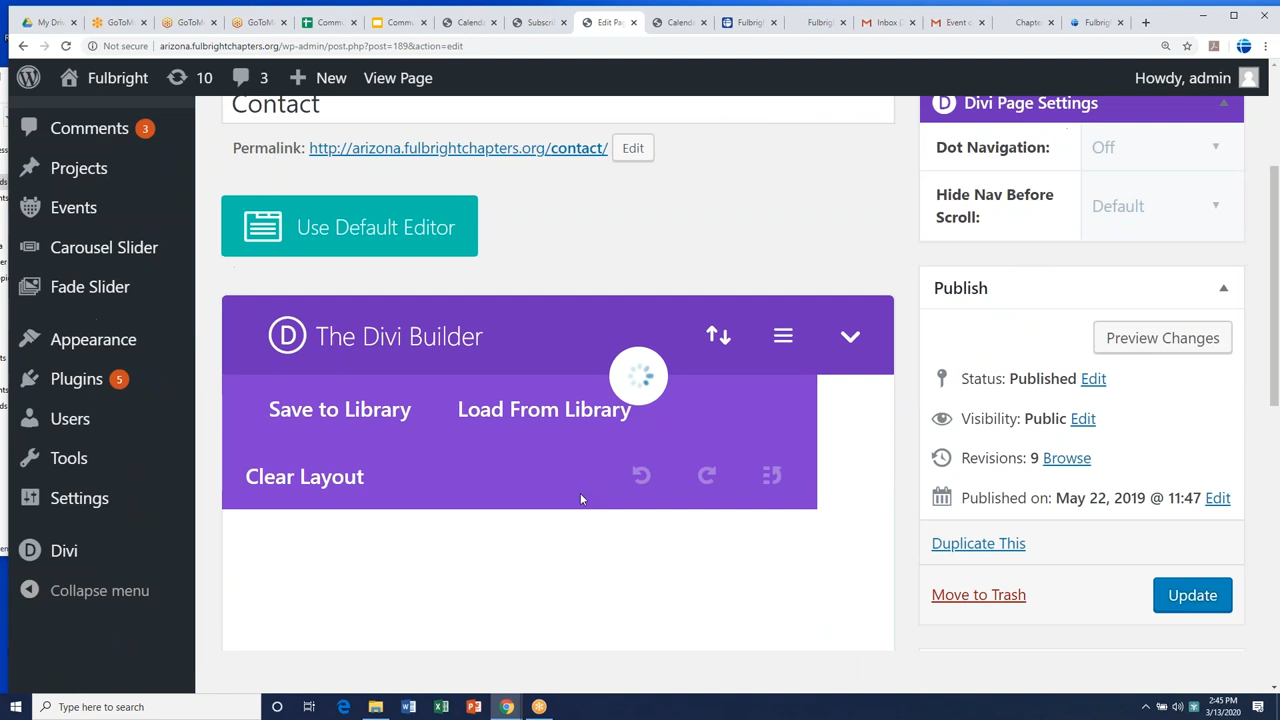 My Driv
GoToM
GoToM
GoToM
Commu
Commu
Calenda
Subscri
Edit Pa
Calenda
Fulbrigh
Fulbrigh
Inbox (
Event c
Chapte
Fulbrig
Not secure | arizona.fulbrightchapters.org/wp-admin/post.php?post=189&action=edit
Fulbright 10 3 New View Page Howdy, admin
Comments 3
Projects
Events
Carousel Slider
Fade Slider
Appearance
Plugins 5
Users
Tools
Settings
Divi
Collapse menu
Contact
Permalink: http://arizona.fulbrightchapters.org/contact/ Edit
Use Default Editor
The Divi Builder
Save to Library Load From Library
Clear Layout
Divi Page Settings
Dot Navigation: Off
Hide Nav Before
Scroll:
Default
Publish
Preview Changes
Status: Published Edit
Visibility: Public Edit
Revisions: 9 Browse
Published on: May 22, 2019 @ 11:47 Edit
Duplicate This
Move to Trash Update
Type here to search
2:45 PM
3/13/2020